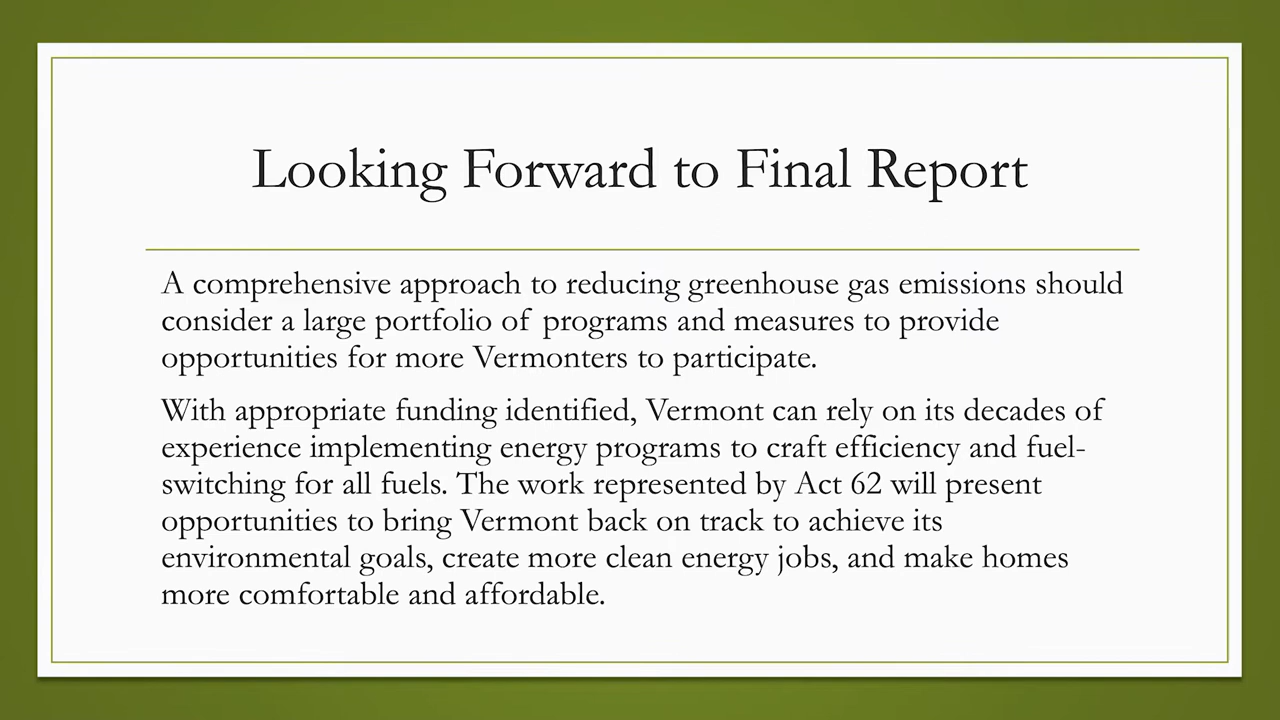 Looking Forward to Final Report
A comprehensive approach to reducing greenhouse gas emissions should
consider a large portfolio of programs and measures to provide
opportunities for more Vermonters to participate.
With appropriate funding identified, Vermont can rely on its decades of
experience implementing energy programs to craft efficiency and fuel-
switching for all fuels. The work represented by Act 62 will present
opportunities to bring Vermont back on track to achieve its
environmental goals, create more clean energy jobs, and make homes
more comfortable and affordable.